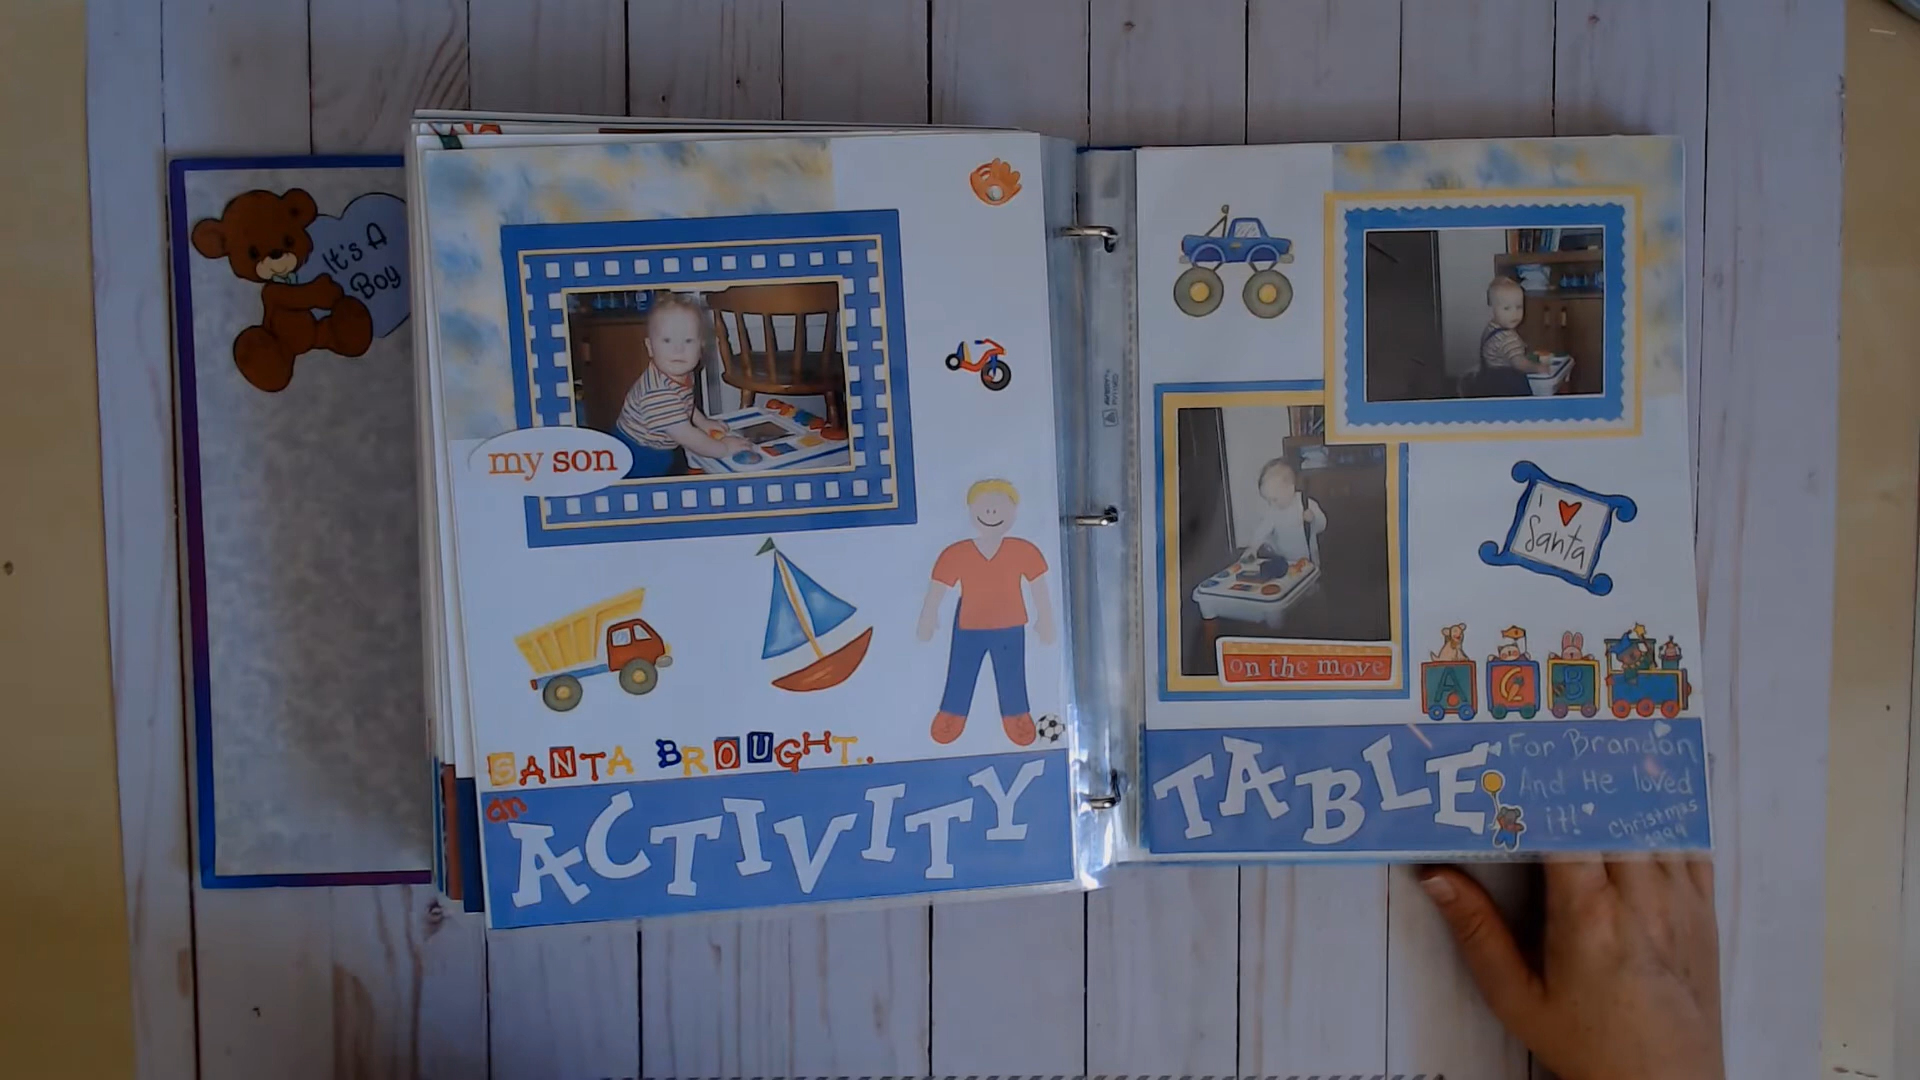 It's A
Boy
my son
SANTA BROUGHT..
an
ACTIVITY
I ♥
Santa
on the move
A C B
TABLE
For Brandon
And He loved
it!
Christmas
1999